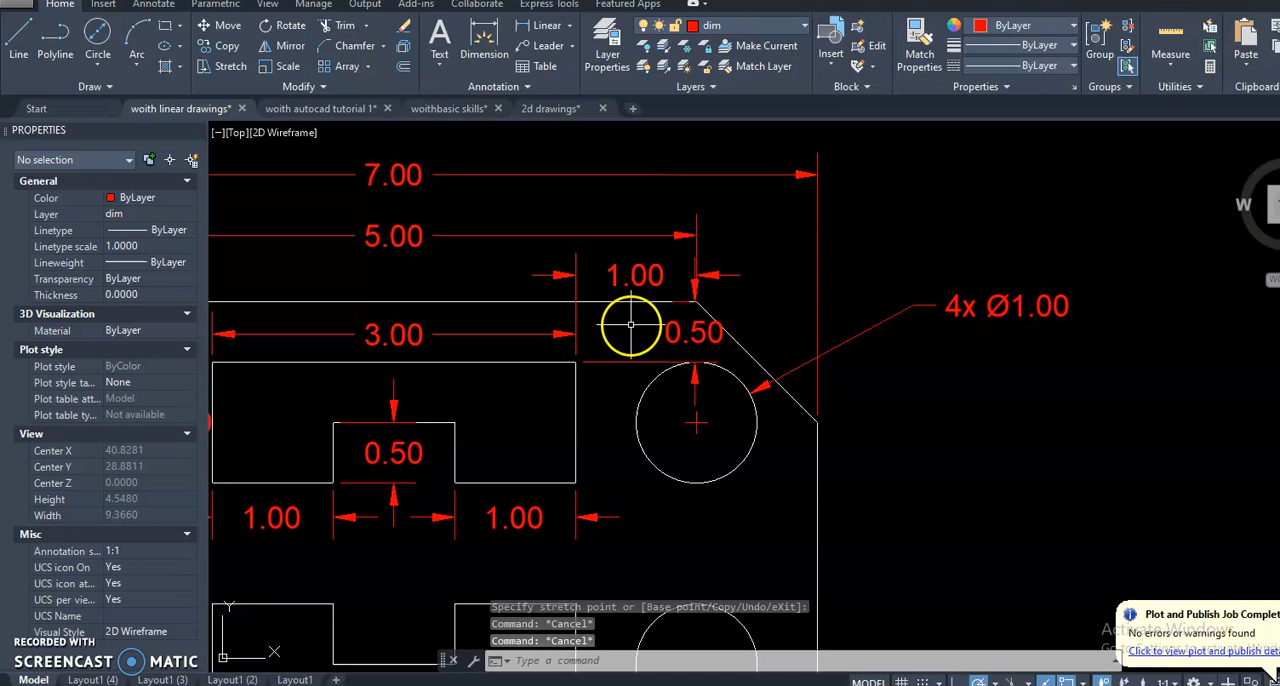 Home Insert Annotate Parametric View Manage Output Add-ins Collaborate Express Tools Featured Apps
Line Polyline Circle Arc
Move Rotate Trim
Copy Mirror Chamfer
Stretch Scale Array
Text Dimension
Linear
Leader
Table
Layer Properties
dim
Make Current
Match Layer
Insert
Edit
Match Properties
ByLayer
ByLayer
ByLayer
Group
Measure
Paste
Draw Modify Annotation Layers Block Properties Groups Utilities Clipboard
Start woith linear drawings* woith autocad tutorial 1* woithbasic skills* 2d drawings*
PROPERTIES
[−][Top][2D Wireframe]
No selection
General
Color ByLayer
Layer dim
Linetype ByLayer
Linetype scale 1.0000
Lineweight ByLayer
Transparency ByLayer
Thickness 0.0000
3D Visualization
Material ByLayer
Plot style
Plot style ByColor
Plot style ta... None
Plot table att... Model
Plot table ty... Not available
View
Center X 40.8281
Center Y 28.8811
Center Z 0.0000
Height 4.5480
Width 9.3660
Misc
Annotation s... 1:1
UCS icon On Yes
UCS icon at... Yes
UCS per vie... Yes
UCS Name
Visual Style 2D Wireframe
7.00
5.00
1.00
W
4x Ø1.00
3.00
0.50
0.50
1.00 1.00
Y
X
Specify stretch point or [Base point/Copy/Undo/eXit]:
Command: *Cancel*
Command: *Cancel*
Type a command
Plot and Publish Job Complet
No errors or warnings found
Click to view plot and publish det
Activate Windows
RECORDED WITH
SCREENCAST MATIC
Model Layout1 (4) Layout1 (3) Layout1 (2) Layout1
MODEL 1:1